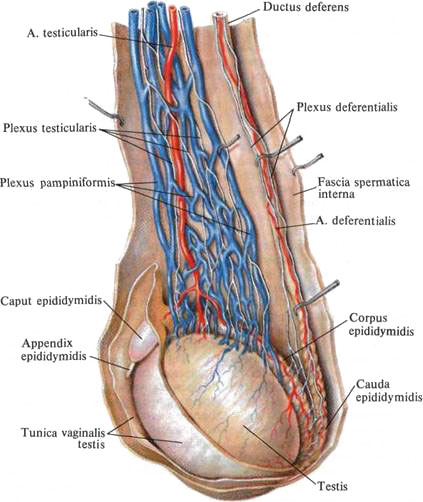 Ductus deferens
A. testicularis
Plexus deferentialis
Plexus testicularis
Plexus pampiniformis
Fascia spermatica
interna
A. deferentialis
Caput epididymidis
Corpus
epididymidis
Appendix
epididymidis
Cauda
epididymidis
Tunica vaginalis
testis
Testis